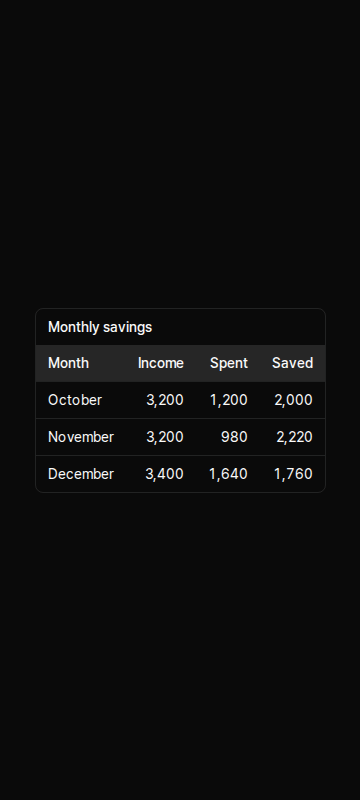 Monthly savings
Month Income Spent Saved
October 3,200 1,200 2,000
November 3,200 980 2,220
December 3,400 1,640 1,760